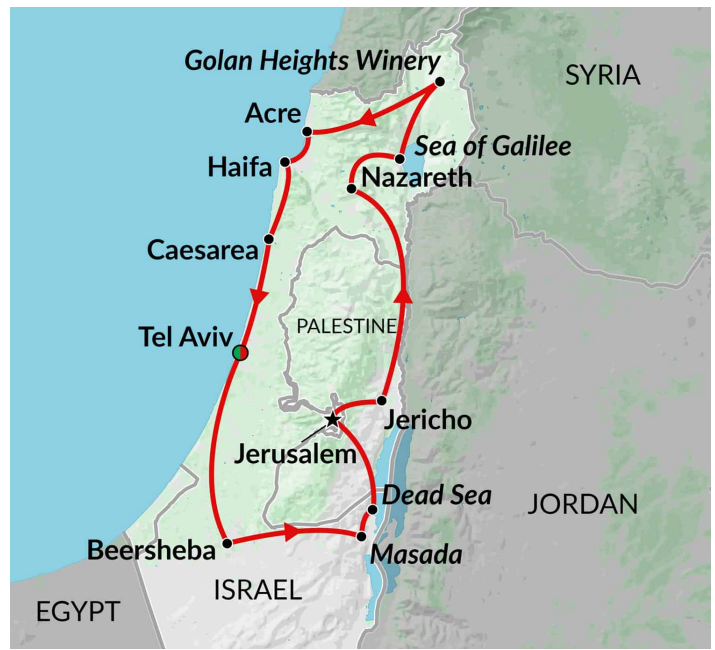 Golan Heights Winery
SYRIA
Acre
Sea of Galilee
Haifa
Nazareth
Caesarea
PALESTINE
Tel Aviv
Jericho
Jerusalem
Dead Sea
JORDAN
Beersheba
Masada
ISRAEL
EGYPT